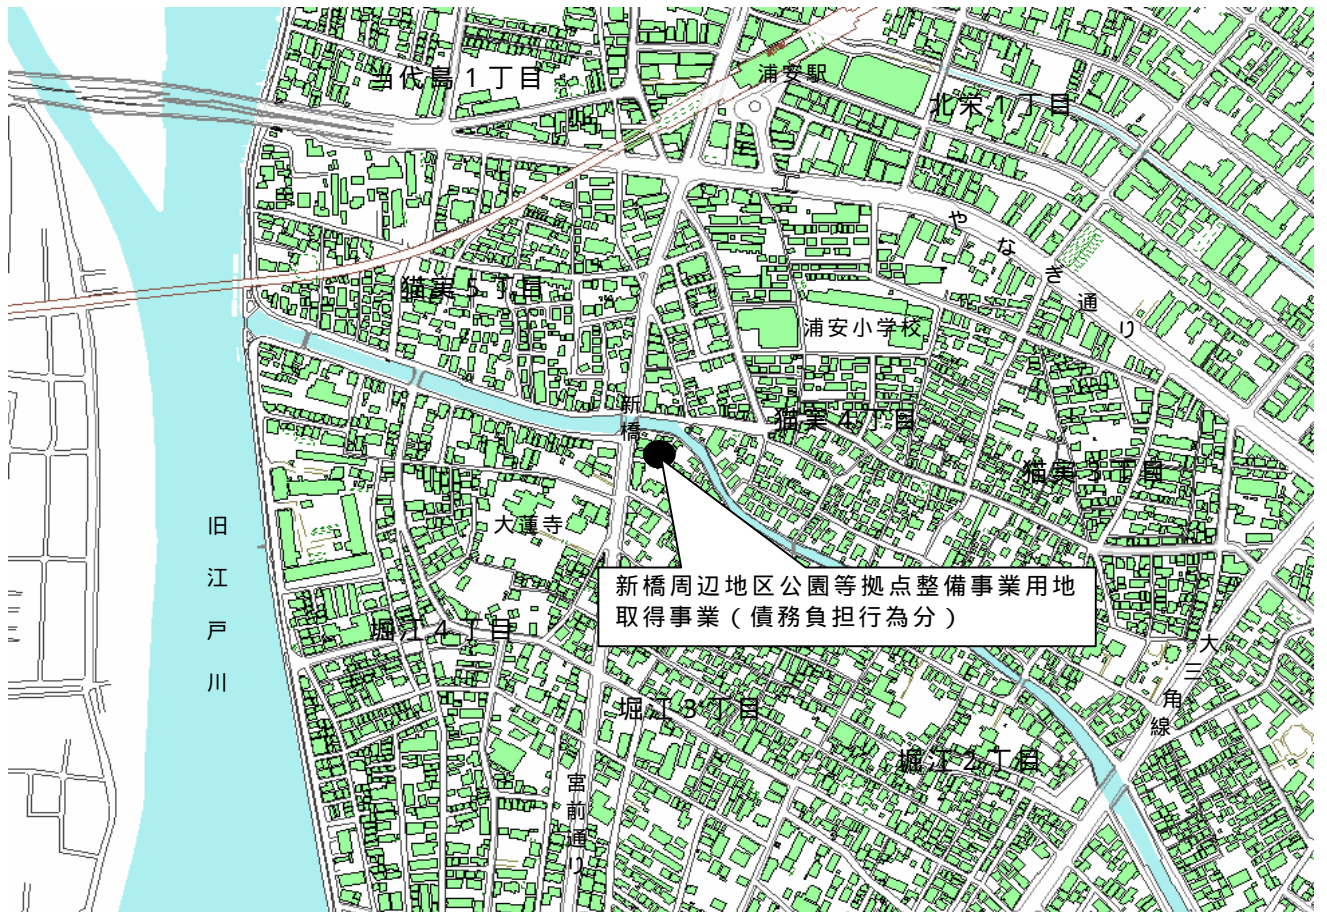 当代島１丁目
浦安駅
北栄１丁目
やなぎ通り
猫実５丁目
浦安小学校
新橋
猫実４丁目
猫実３丁目
大蓮寺
旧江戸川
新橋周辺地区公園等拠点整備事業用地
取得事業（債務負担行為分）
堀江４丁目
大三角線
堀江３丁目
堀江２丁目
宮前通り